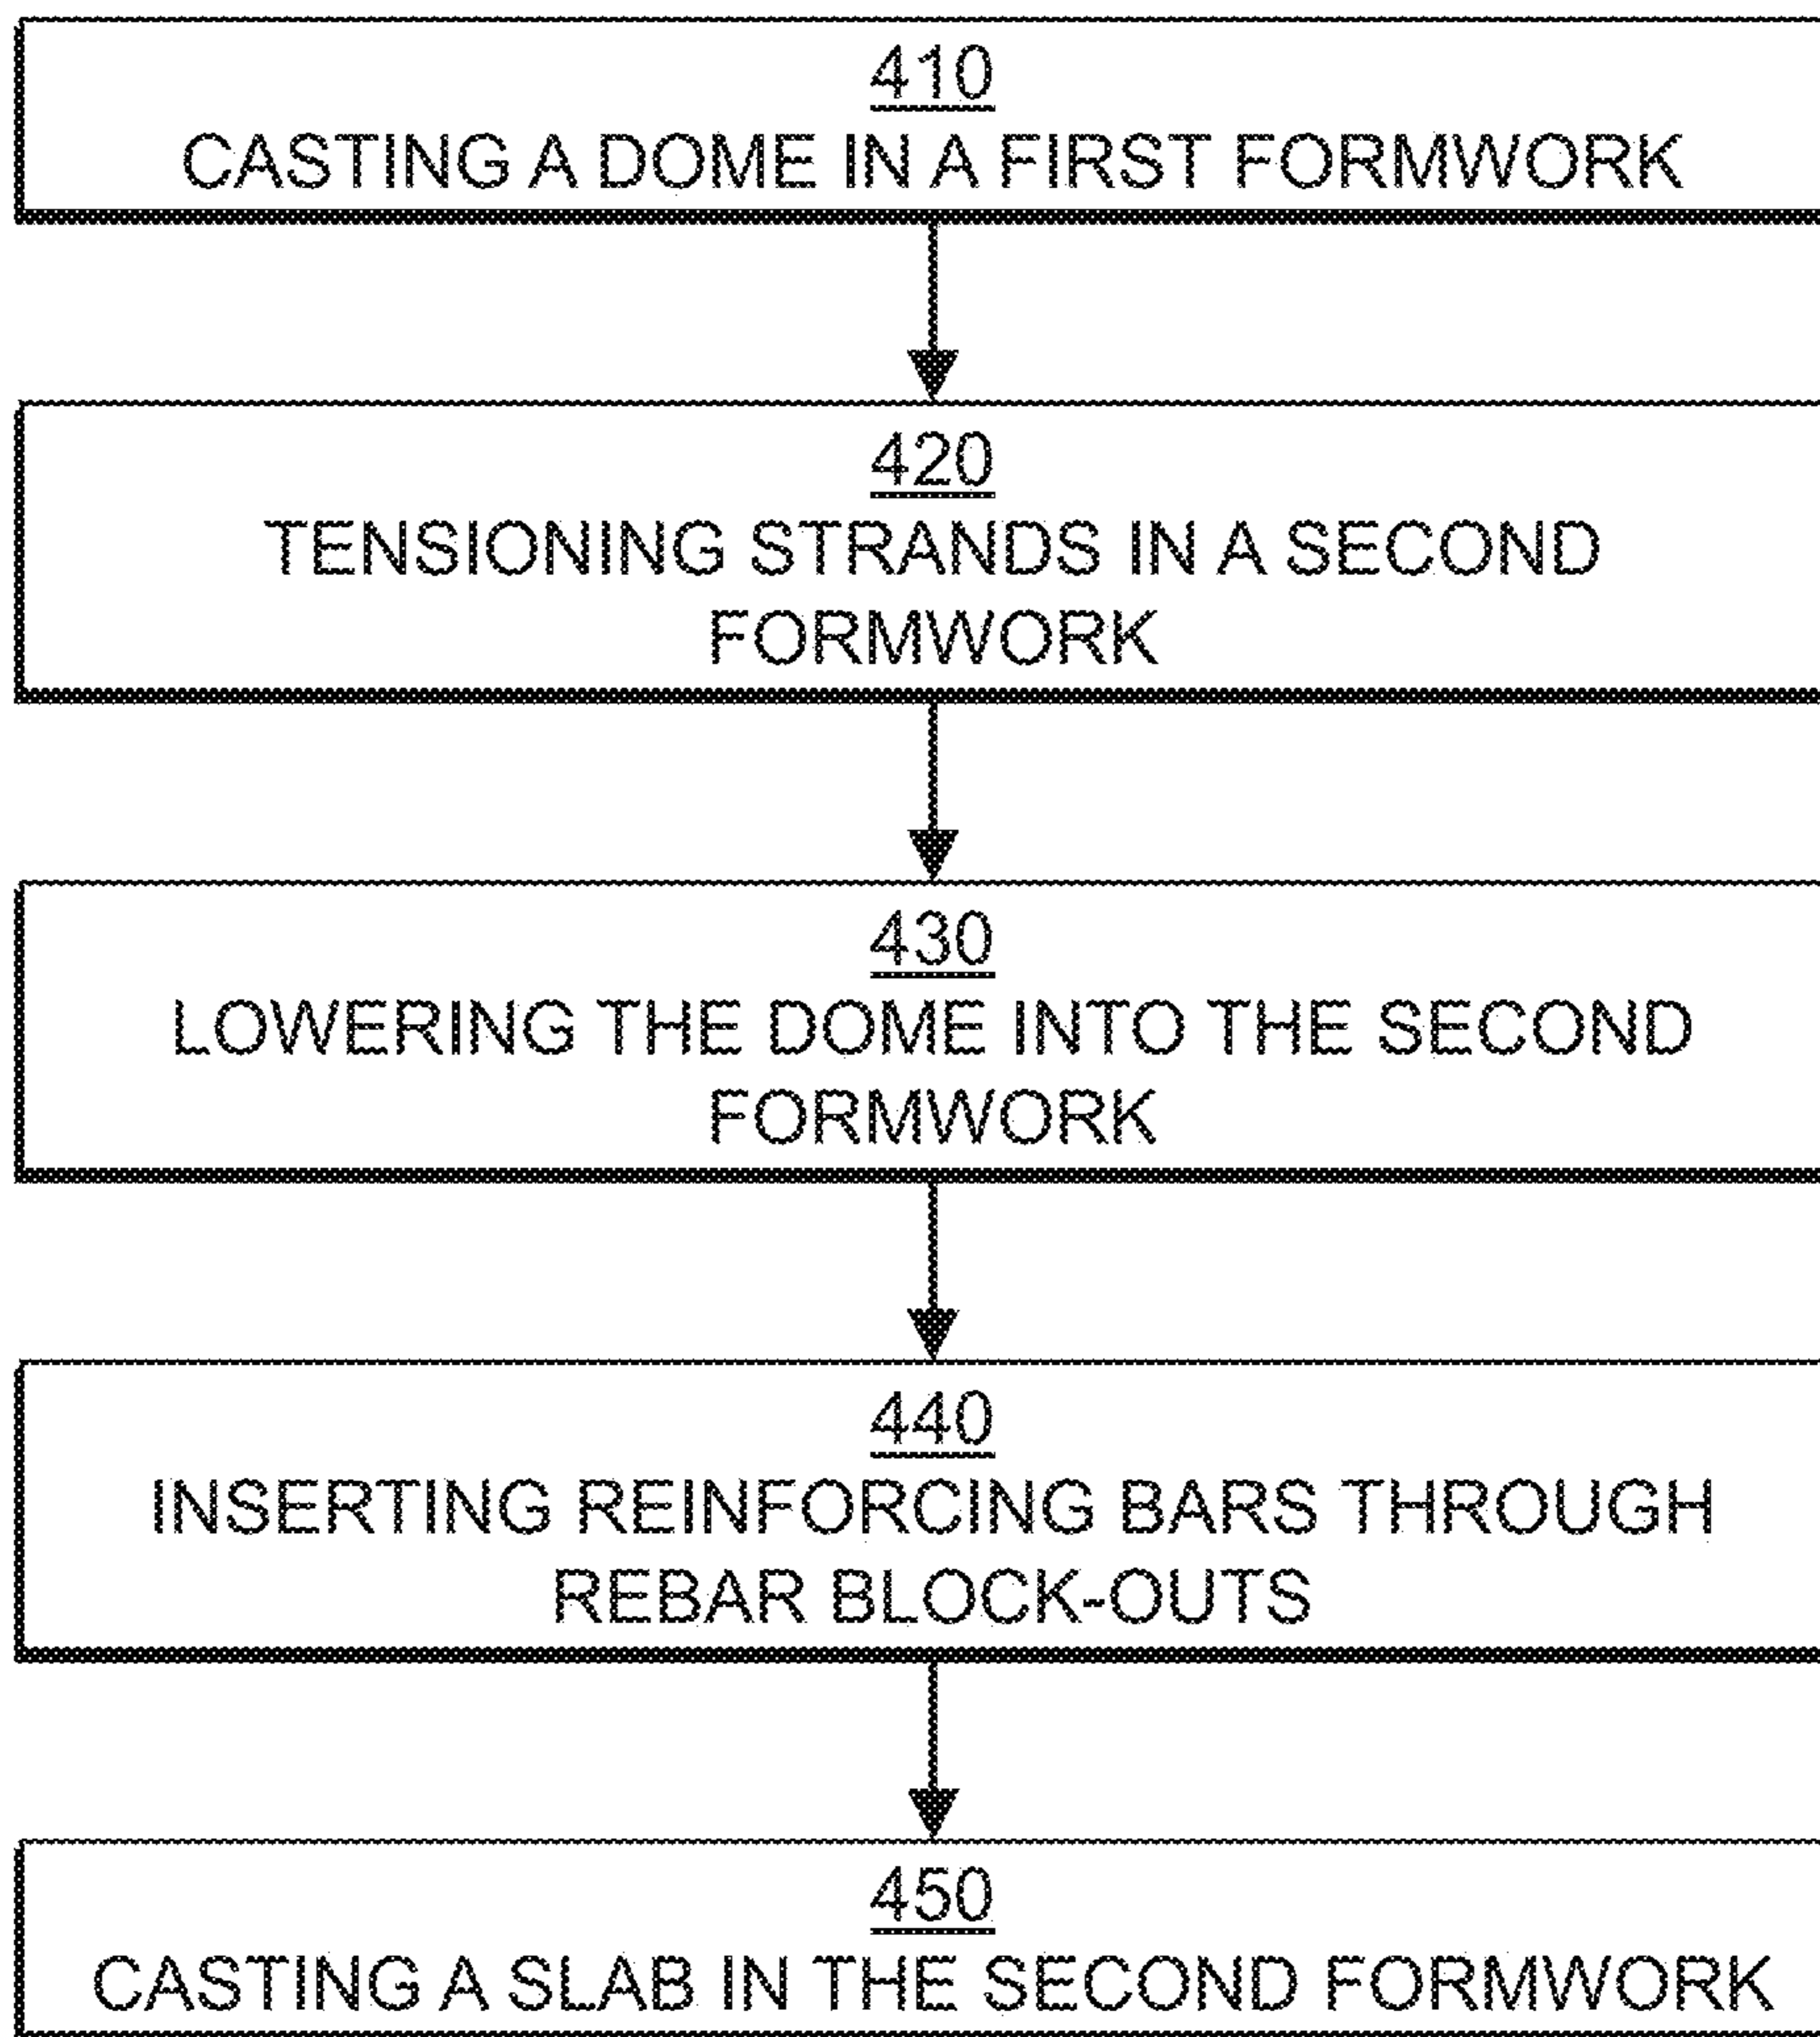 410
CASTING A DOME IN A FIRST FORMWORK
420
TENSIONING STRANDS IN A SECOND
FORMWORK
430
LOWERING THE DOME INTO THE SECOND
FORMWORK
440
INSERTING REINFORCING BARS THROUGH
REBAR BLOCK-OUTS
450
CASTING A SLAB IN THE SECOND FORMWORK